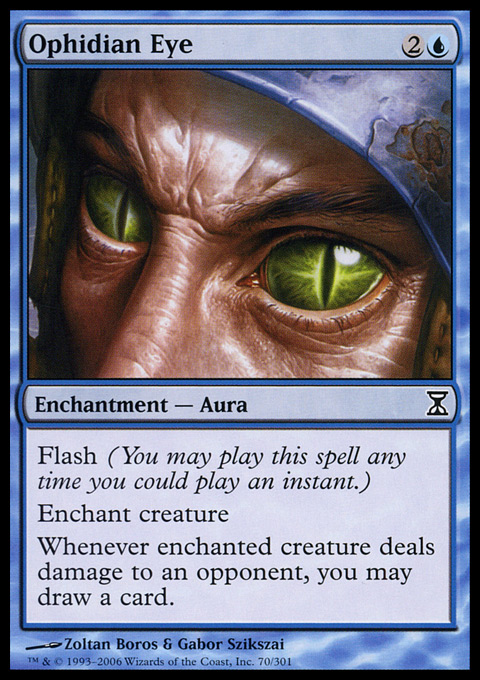 Ophidian Eye 2
Enchantment — Aura
Flash (You may play this spell any
time you could play an instant.)
Enchant creature
Whenever enchanted creature deals
damage to an opponent, you may
draw a card.
Zoltan Boros & Gabor Szikszai
™ & © 1993–2006 Wizards of the Coast, Inc. 70/301